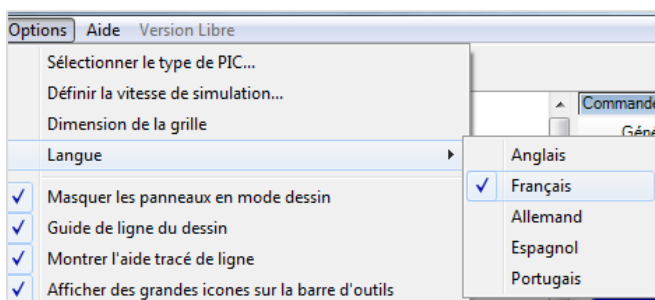 Options Aide Version Libre
Sélectionner le type de PIC...
Définir la vitesse de simulation...
Dimension de la grille
Langue
Masquer les panneaux en mode dessin
Guide de ligne du dessin
Montrer l'aide tracé de ligne
Afficher des grandes icones sur la barre d'outils
Commande
Géné
Anglais
Français
Allemand
Espagnol
Portugais